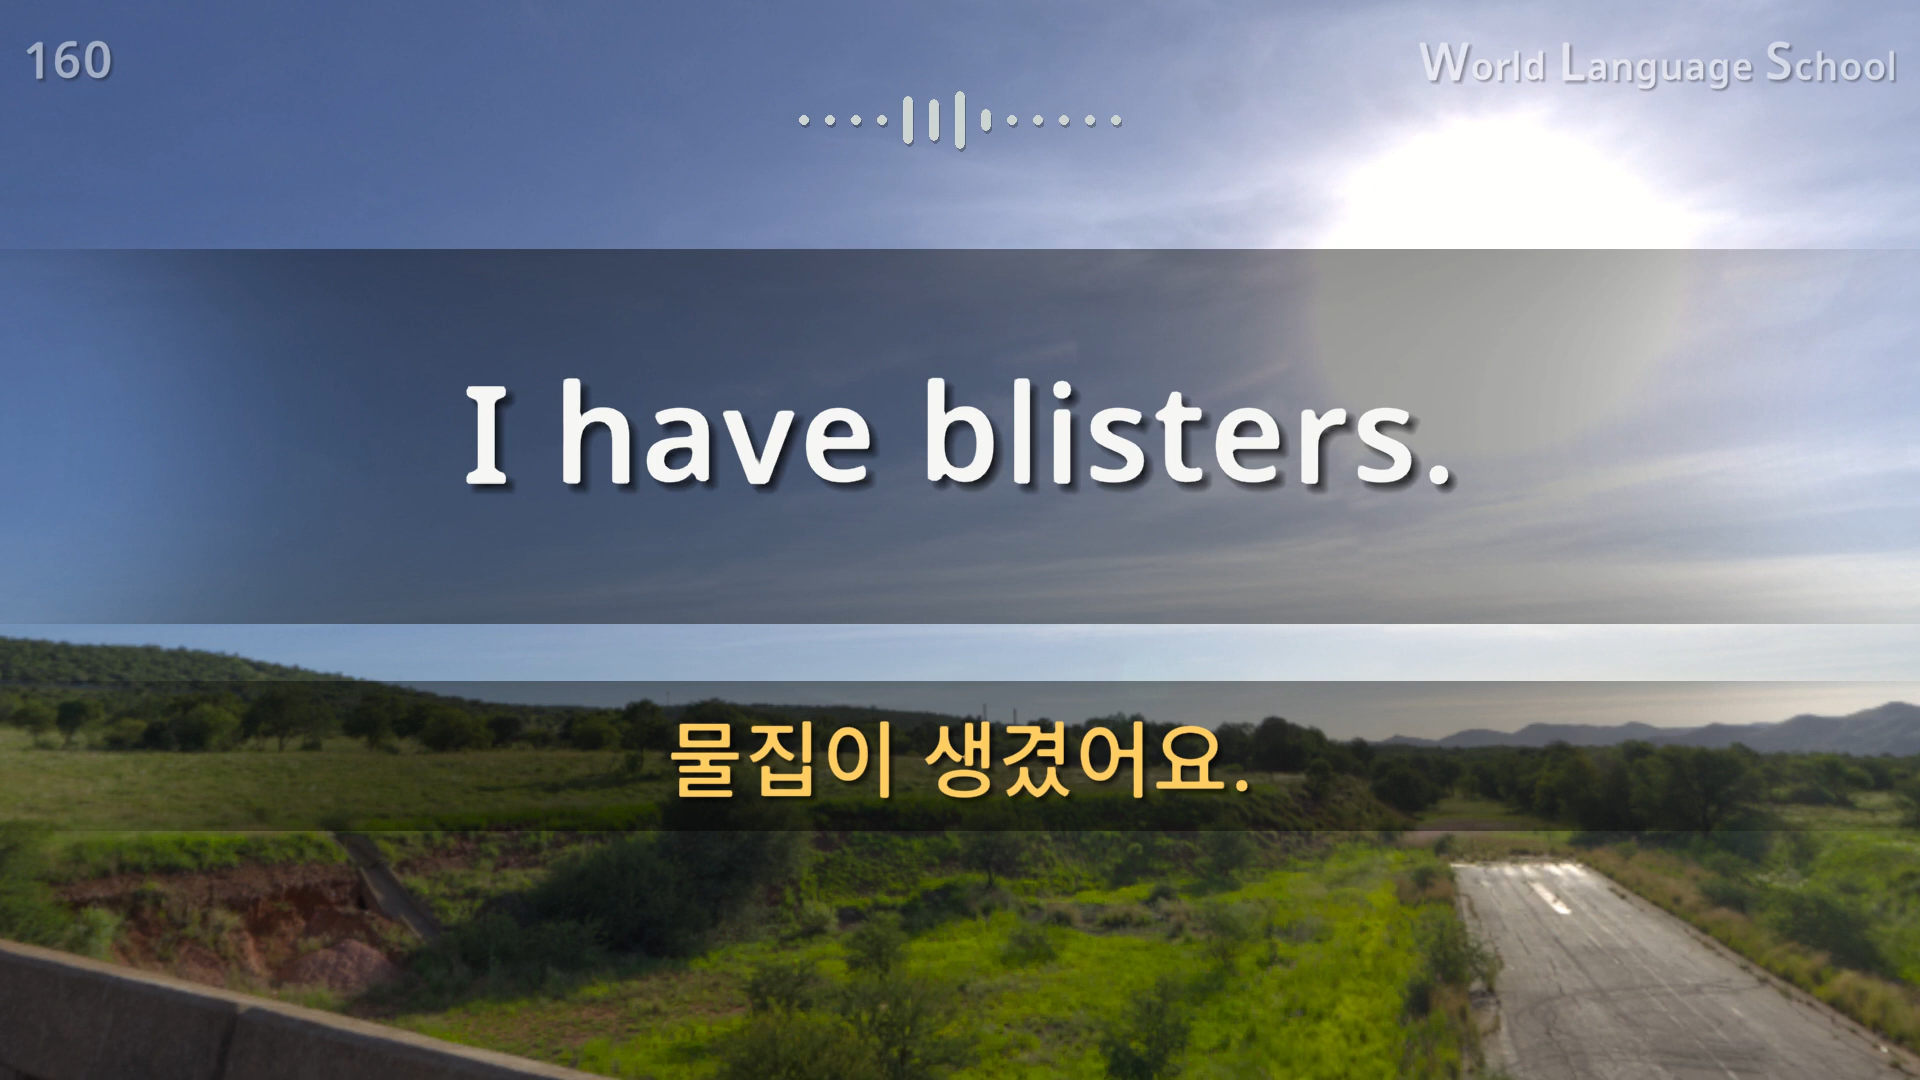 160
World Language School
I have blisters.
물집이 생겼어요.